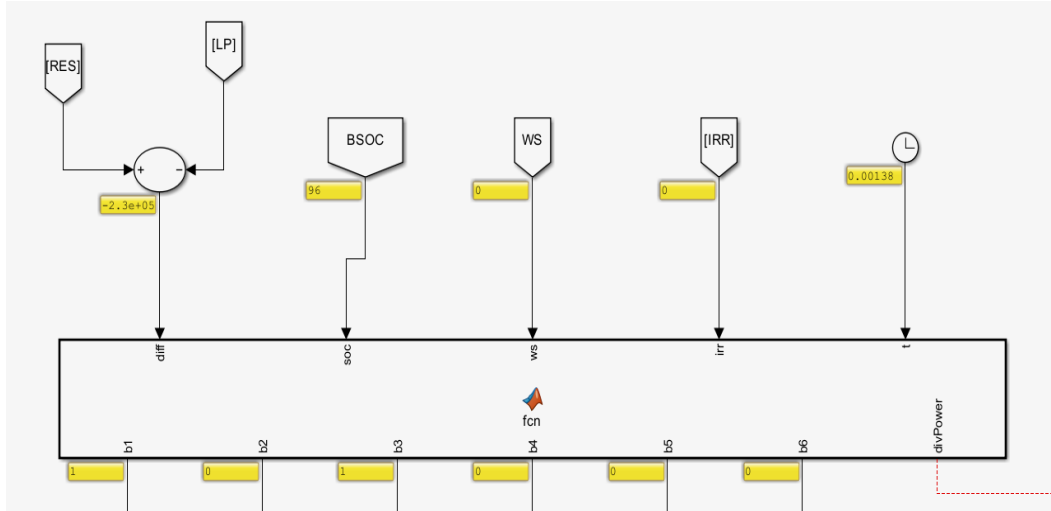 [RES]
[LP]
BSOC
WS
[IRR]
+
−
-2.3e+05
96
0
0
0.00138
diff
soc
ws
irr
t
fcn
b1
b2
b3
b4
b5
b6
divPower
1
0
1
0
0
0